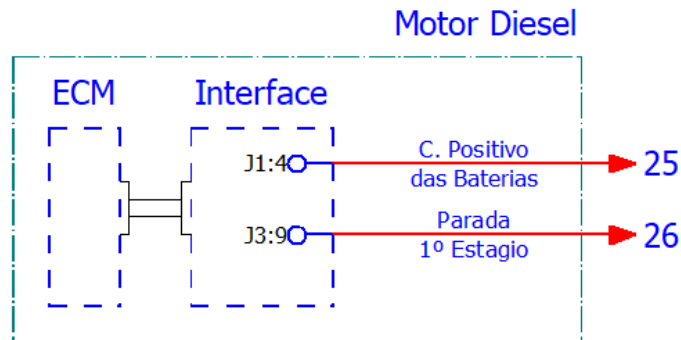 Motor Diesel
ECM Interface
J1:4 C. Positivo 25
das Baterias
J3:9 Parada 26
1º Estagio